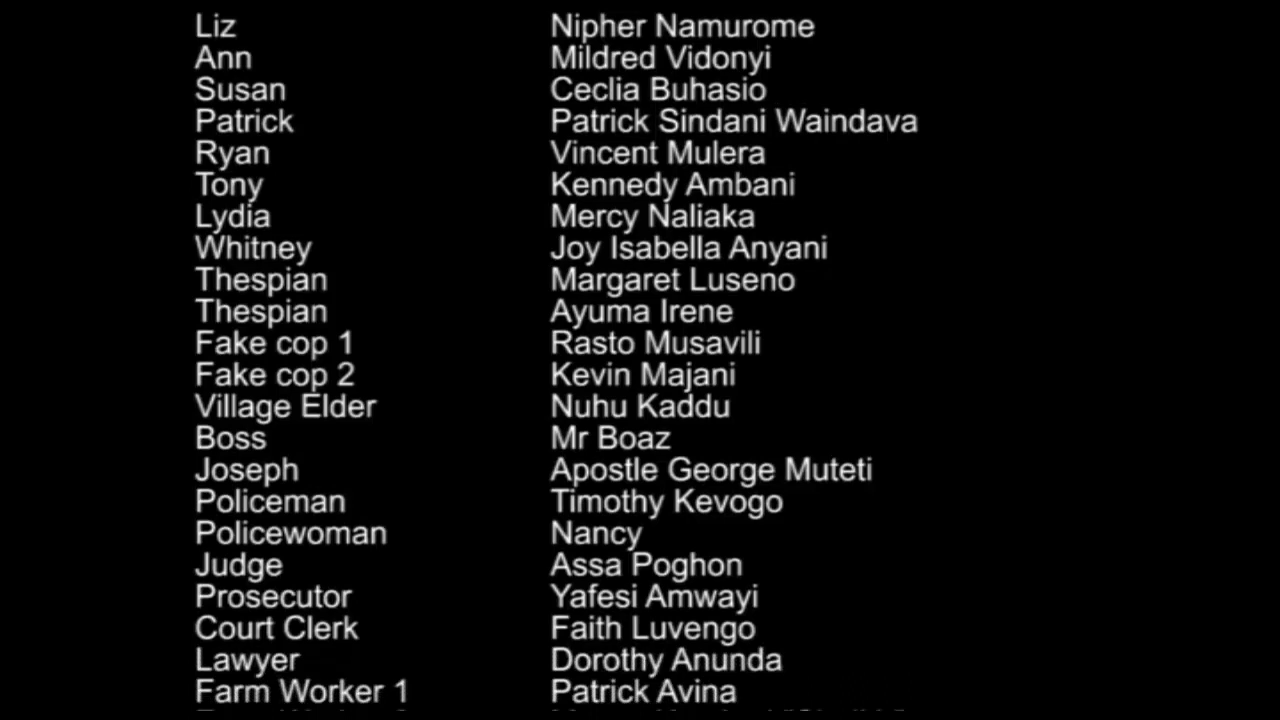 Liz Nipher Namurome
Ann Mildred Vidonyi
Susan Ceclia Buhasio
Patrick Patrick Sindani Waindava
Ryan Vincent Mulera
Tony Kennedy Ambani
Lydia Mercy Naliaka
Whitney Joy Isabella Anyani
Thespian Margaret Luseno
Thespian Ayuma Irene
Fake cop 1 Rasto Musavili
Fake cop 2 Kevin Majani
Village Elder Nuhu Kaddu
Boss Mr Boaz
Joseph Apostle George Muteti
Policeman Timothy Kevogo
Policewoman Nancy
Judge Assa Poghon
Prosecutor Yafesi Amwayi
Court Clerk Faith Luvengo
Lawyer Dorothy Anunda
Farm Worker 1 Patrick Avina